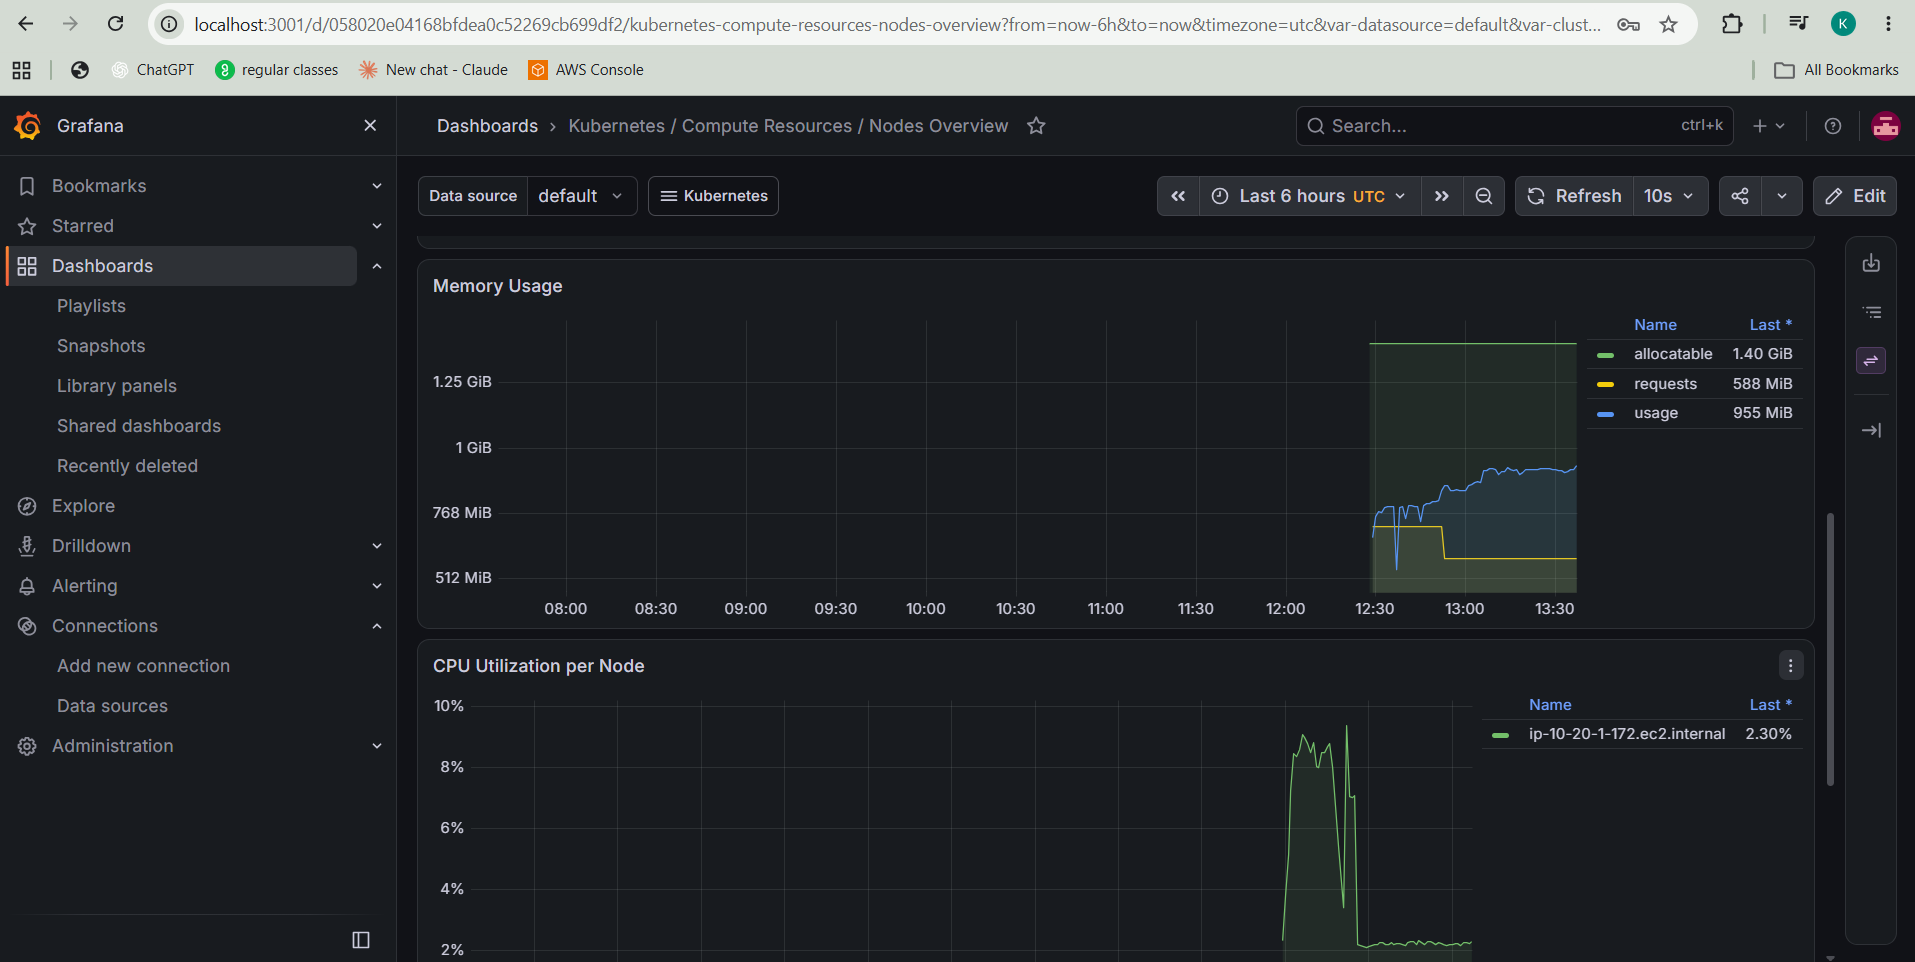 localhost:3001/d/058020e04168bfdea0c52269cb699df2/kubernetes-compute-resources-nodes-overview?from=now-6h&to=now&timezone=utc&var-datasource=default&var-clust...
K
ChatGPT
regular classes
New chat - Claude
AWS Console
All Bookmarks
Grafana
Dashboards › Kubernetes / Compute Resources / Nodes Overview
Search...
ctrl+k
Bookmarks
Starred
Dashboards
Playlists
Snapshots
Library panels
Shared dashboards
Recently deleted
Explore
Drilldown
Alerting
Connections
Add new connection
Data sources
Administration
Data source
default
Kubernetes
Last 6 hours UTC
Refresh
10s
Edit
Memory Usage
1.25 GiB
1 GiB
768 MiB
512 MiB
08:00 08:30 09:00 09:30 10:00 10:30 11:00 11:30 12:00 12:30 13:00 13:30
Name Last *
allocatable 1.40 GiB
requests 588 MiB
usage 955 MiB
CPU Utilization per Node
10%
8%
6%
4%
2%
Name Last *
ip-10-20-1-172.ec2.internal 2.30%